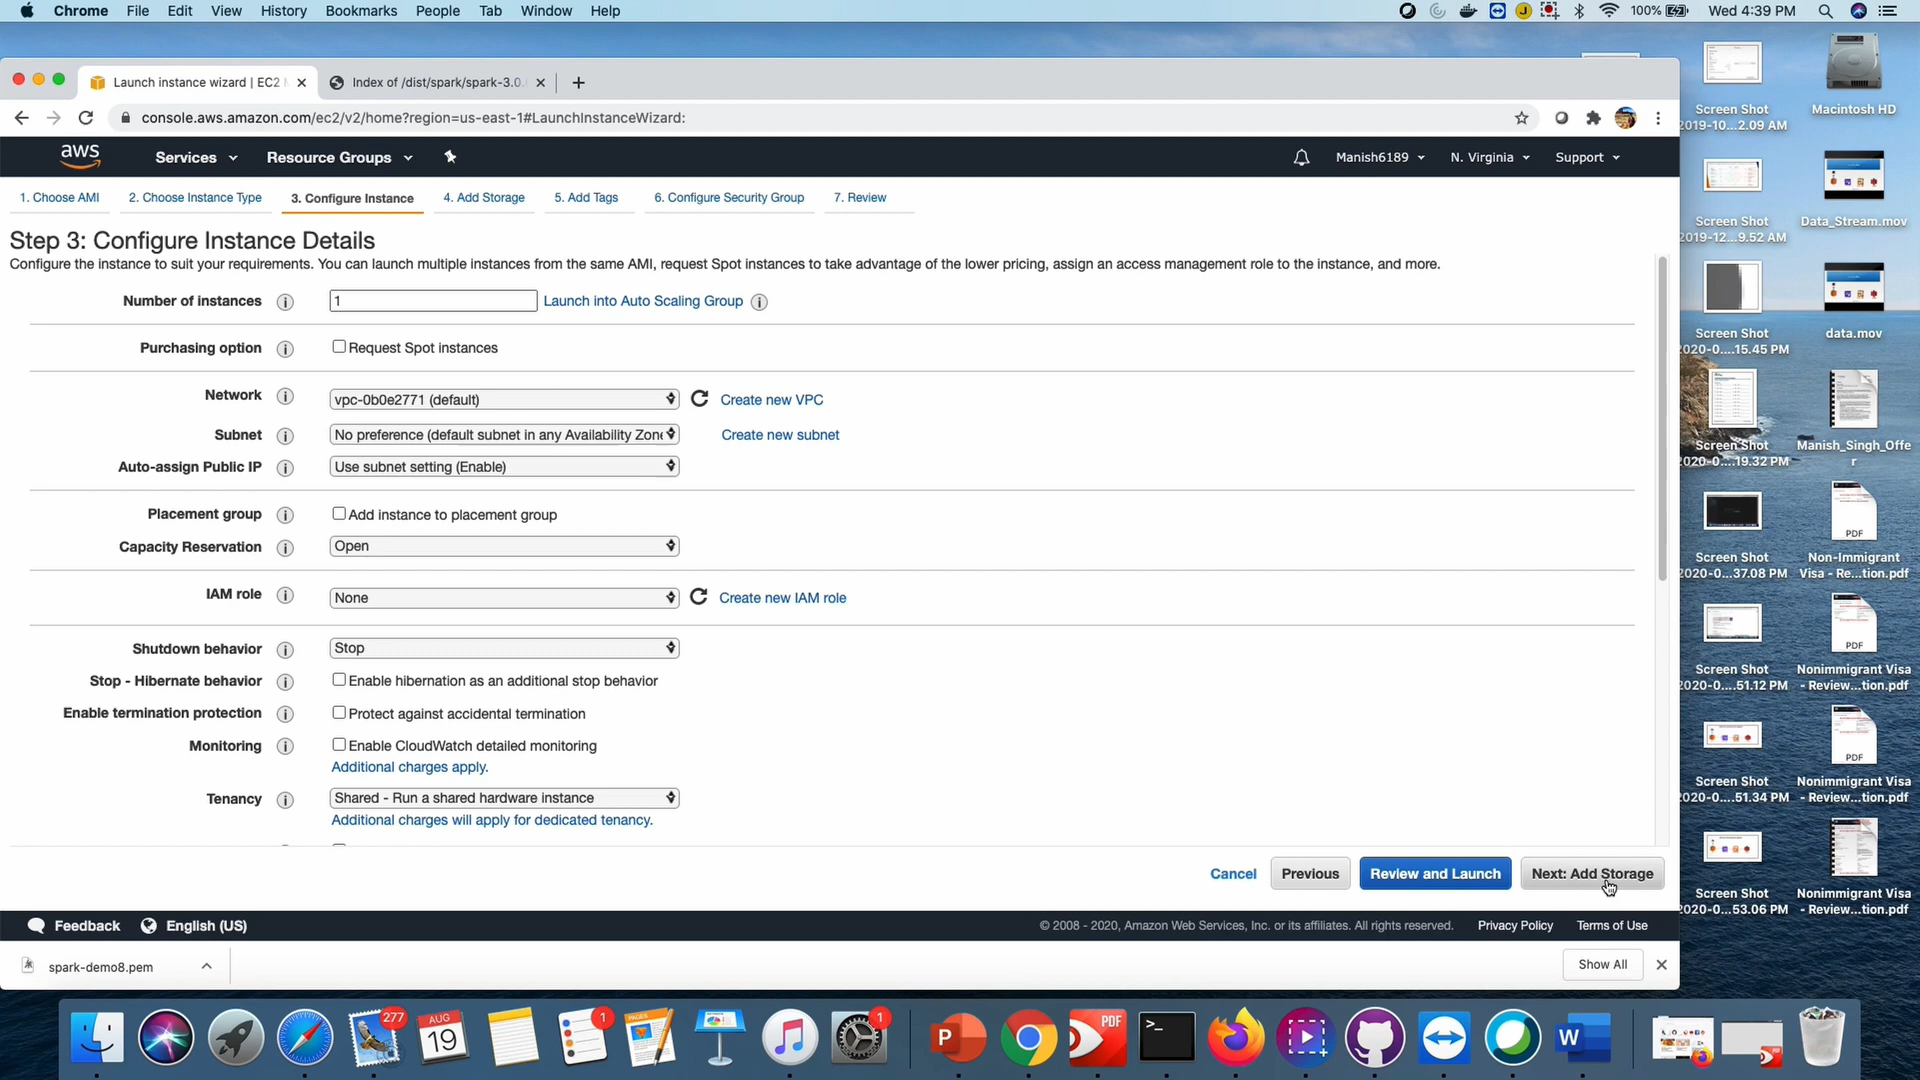 Chrome File Edit View History Bookmarks People Tab Window Help
100% Wed 4:39 PM
Launch instance wizard | EC2
Index of /dist/spark/spark-3.0.
console.aws.amazon.com/ec2/v2/home?region=us-east-1#LaunchInstanceWizard:
aws Services Resource Groups Manish6189 N. Virginia Support
1. Choose AMI 2. Choose Instance Type 3. Configure Instance 4. Add Storage 5. Add Tags 6. Configure Security Group 7. Review
Step 3: Configure Instance Details
Configure the instance to suit your requirements. You can launch multiple instances from the same AMI, request Spot instances to take advantage of the lower pricing, assign an access management role to the instance, and more.
Number of instances 1 Launch into Auto Scaling Group
Purchasing option Request Spot instances
Network vpc-0b0e2771 (default) Create new VPC
Subnet No preference (default subnet in any Availability Zone Create new subnet
Auto-assign Public IP Use subnet setting (Enable)
Placement group Add instance to placement group
Capacity Reservation Open
IAM role None Create new IAM role
Shutdown behavior Stop
Stop - Hibernate behavior Enable hibernation as an additional stop behavior
Enable termination protection Protect against accidental termination
Monitoring Enable CloudWatch detailed monitoring
Additional charges apply.
Tenancy Shared - Run a shared hardware instance
Additional charges will apply for dedicated tenancy.
Cancel Previous Review and Launch Next: Add Storage
Feedback English (US) © 2008 - 2020, Amazon Web Services, Inc. or its affiliates. All rights reserved. Privacy Policy Terms of Use
spark-demo8.pem Show All
Screen Shot
2019-10...2.09 AM
Macintosh HD
Screen Shot
2019-12...9.52 AM
Data_Stream.mov
Screen Shot
2020-0....15.45 PM
data.mov
Screen Shot
2020-0....19.32 PM
Manish_Singh_Offe
r
Screen Shot
2020-0...37.08 PM
PDF
Non-Immigrant
Visa - Re...tion.pdf
Screen Shot
2020-0....51.12 PM
Nonimmigrant Visa
- Review...tion.pdf
Screen Shot
2020-0....51.34 PM
PDF
Nonimmigrant Visa
- Review...tion.pdf
Screen Shot
2020-0...53.06 PM
Nonimmigrant Visa
- Review...tion.pdf
277
AUG
19
1
PAGES
1
P
PDF
W